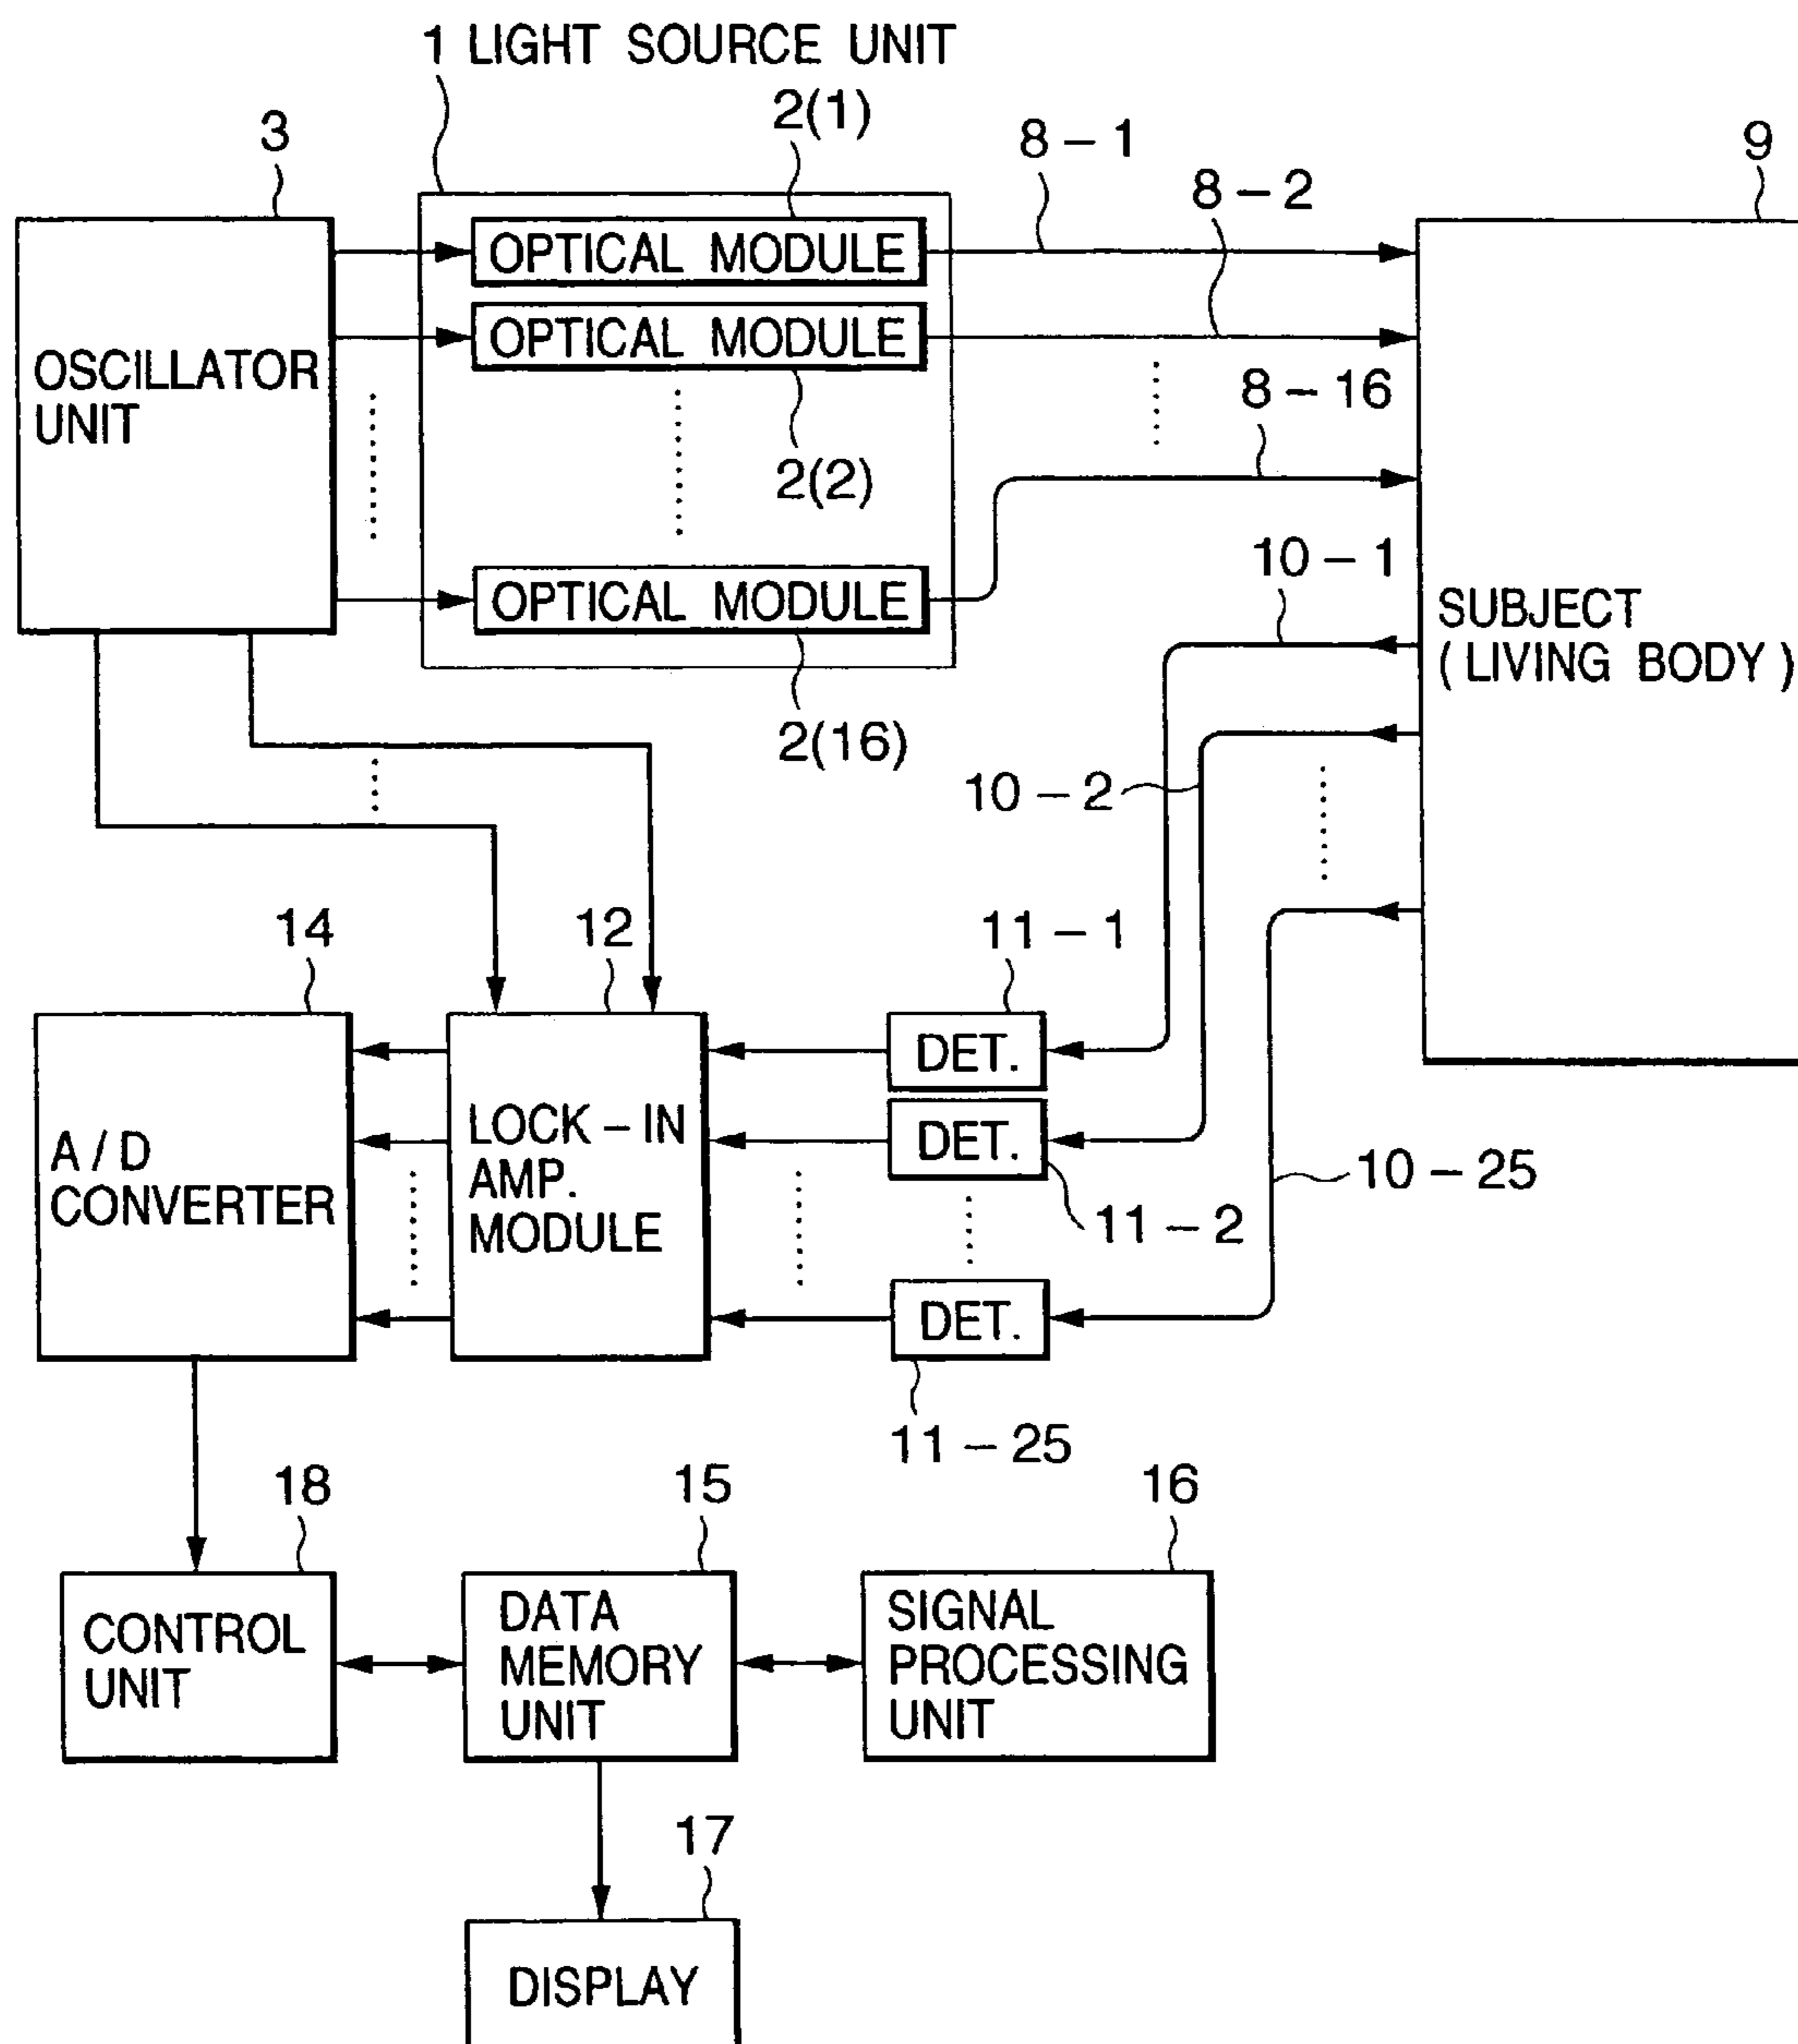 1 LIGHT SOURCE UNIT
2(1)
3
8 – 1
9
8 – 2
OPTICAL MODULE
OPTICAL MODULE
OSCILLATOR
UNIT
8 – 16
2(2)
10 – 1
OPTICAL MODULE
SUBJECT
( LIVING BODY )
2(16)
10 – 2
14
12
11 – 1
DET.
LOCK – IN
AMP.
MODULE
DET.
A / D
CONVERTER
10 – 25
11 – 2
DET.
11 – 25
18
15
16
CONTROL
UNIT
DATA
MEMORY
UNIT
SIGNAL
PROCESSING
UNIT
17
DISPLAY